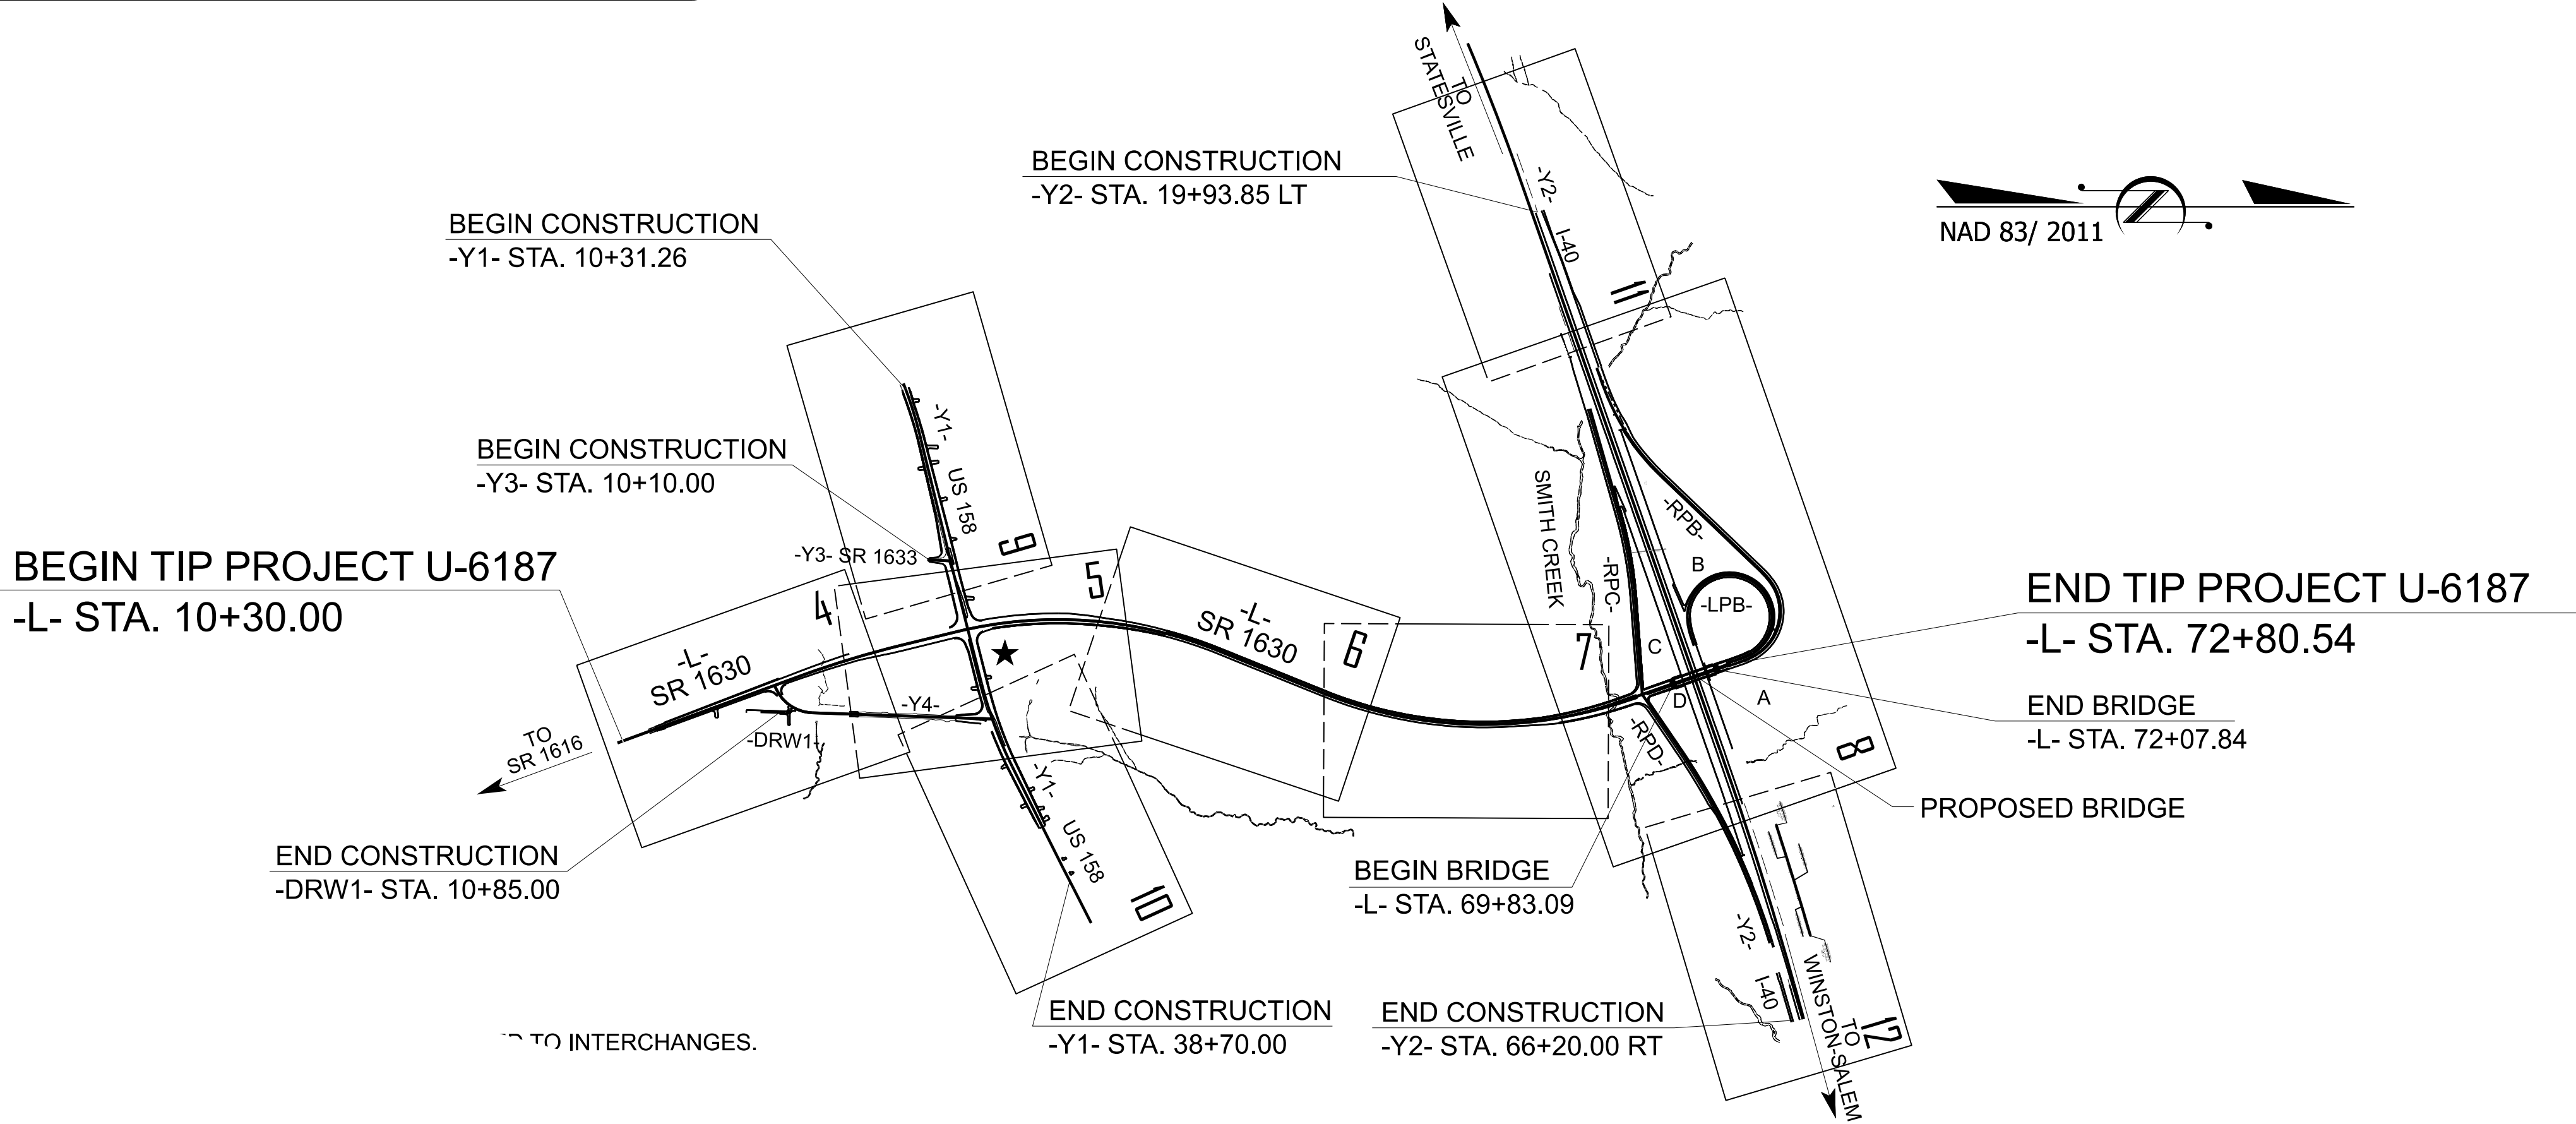 TO
STATESVILLE
BEGIN CONSTRUCTION
-Y2- STA. 19+93.85 LT
-Y2-
I-40
NAD 83/ 2011
BEGIN CONSTRUCTION
-Y1- STA. 10+31.26
11
BEGIN CONSTRUCTION
-Y3- STA. 10+10.00
-Y1-
US 158
9
-Y3- SR 1633
BEGIN TIP PROJECT U-6187
-L- STA. 10+30.00
4
5
-L-
SR 1630
-L-
SR 1630
6
7
SMITH CREEK
-RPC-
-RPB-
B
-LPB-
C
D
A
END TIP PROJECT U-6187
-L- STA. 72+80.54
END BRIDGE
-L- STA. 72+07.84
8
PROPOSED BRIDGE
-Y4-
-DRW1-
TO
SR 1616
-RPD-
-Y1-
US 158
10
END CONSTRUCTION
-DRW1- STA. 10+85.00
BEGIN BRIDGE
-L- STA. 69+83.09
-Y2-
I-40
TO
WINSTON-SALEM
12
END CONSTRUCTION
-Y1- STA. 38+70.00
END CONSTRUCTION
-Y2- STA. 66+20.00 RT
TO INTERCHANGES.